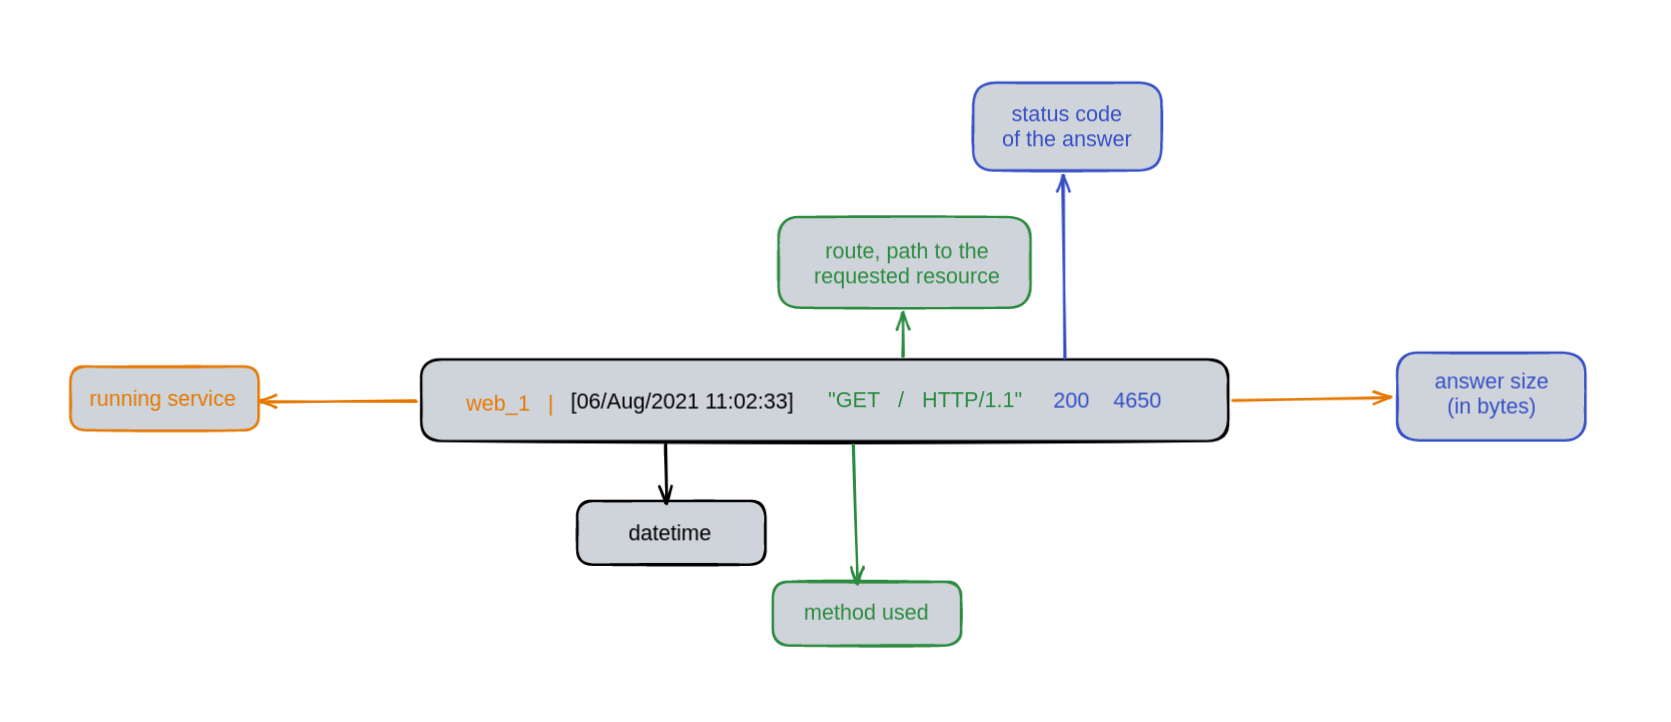 status code
of the answer
route, path to the
requested resource
running service
web_1 | [06/Aug/2021 11:02:33] "GET / HTTP/1.1" 200 4650
answer size
(in bytes)
datetime
method used